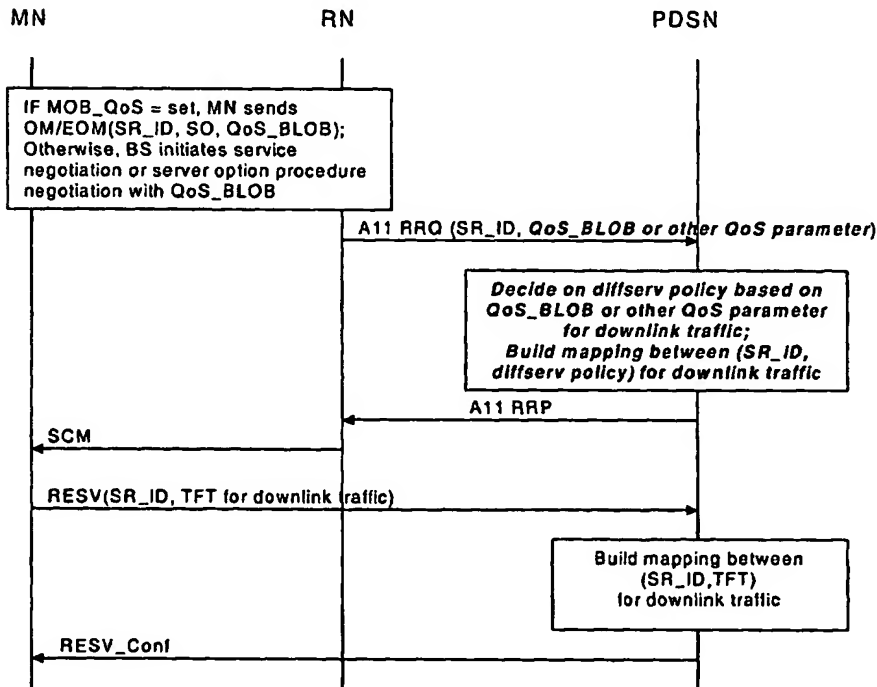 MN
RN
PDSN
IF MOB_QoS = set, MN sends
OM/EOM(SR_ID, SO, QoS_BLOB);
Otherwise, BS initiates service
negotiation or server option procedure
negotiation with QoS_BLOB
A11 RRQ (SR_ID, QoS_BLOB or other QoS parameter)
Decide on diffserv policy based on
QoS_BLOB or other QoS parameter
for downlink traffic;
Build mapping between (SR_ID,
diffserv policy) for downlink traffic
A11 RRP
SCM
RESV(SR_ID, TFT for downlink traffic)
Build mapping between
(SR_ID,TFT)
for downlink traffic
RESV_Conf